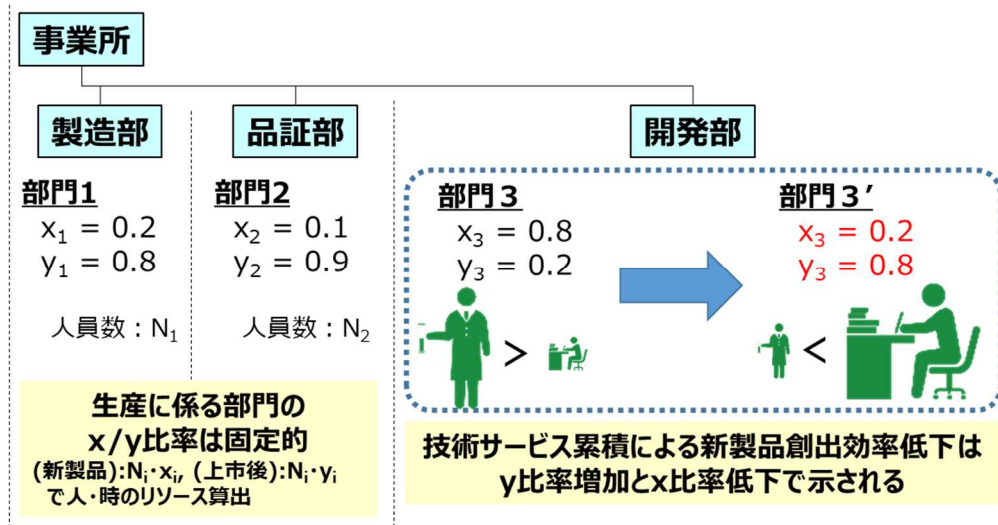 事業所
製造部
品証部
開発部
部門1
x₁ = 0.2
y₁ = 0.8
人員数：N₁
部門2
x₂ = 0.1
y₂ = 0.9
人員数：N₂
生産に係る部門の
x/y比率は固定的
(新製品):Nᵢ･xᵢ, (上市後):Nᵢ･yᵢ
で人・時のリソース算出
部門３
x₃ = 0.8
y₃ = 0.2
>
部門３′
x₃ = 0.2
y₃ = 0.8
<
技術サービス累積による新製品創出効率低下は
y比率増加とx比率低下で示される